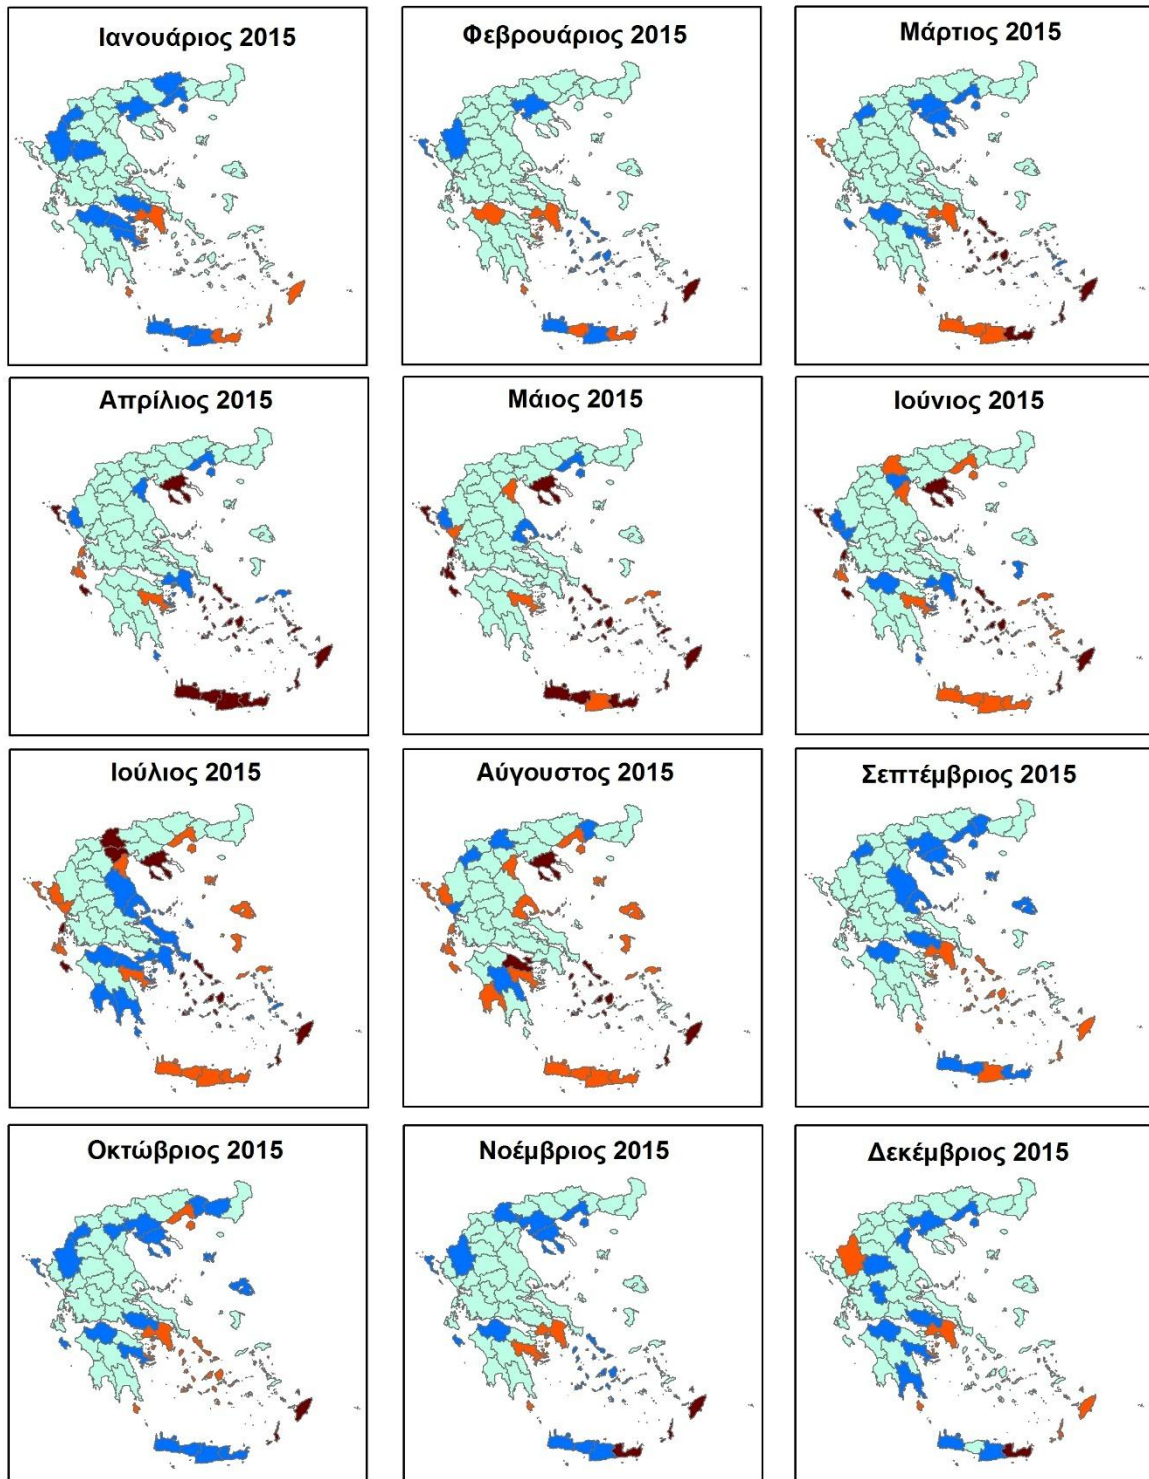 Ιανουάριος 2015
Φεβρουάριος 2015
Μάρτιος 2015
Απρίλιος 2015
Μάιος 2015
Ιούνιος 2015
Ιούλιος 2015
Αύγουστος 2015
Σεπτέμβριος 2015
Οκτώβριος 2015
Νοέμβριος 2015
Δεκέμβριος 2015